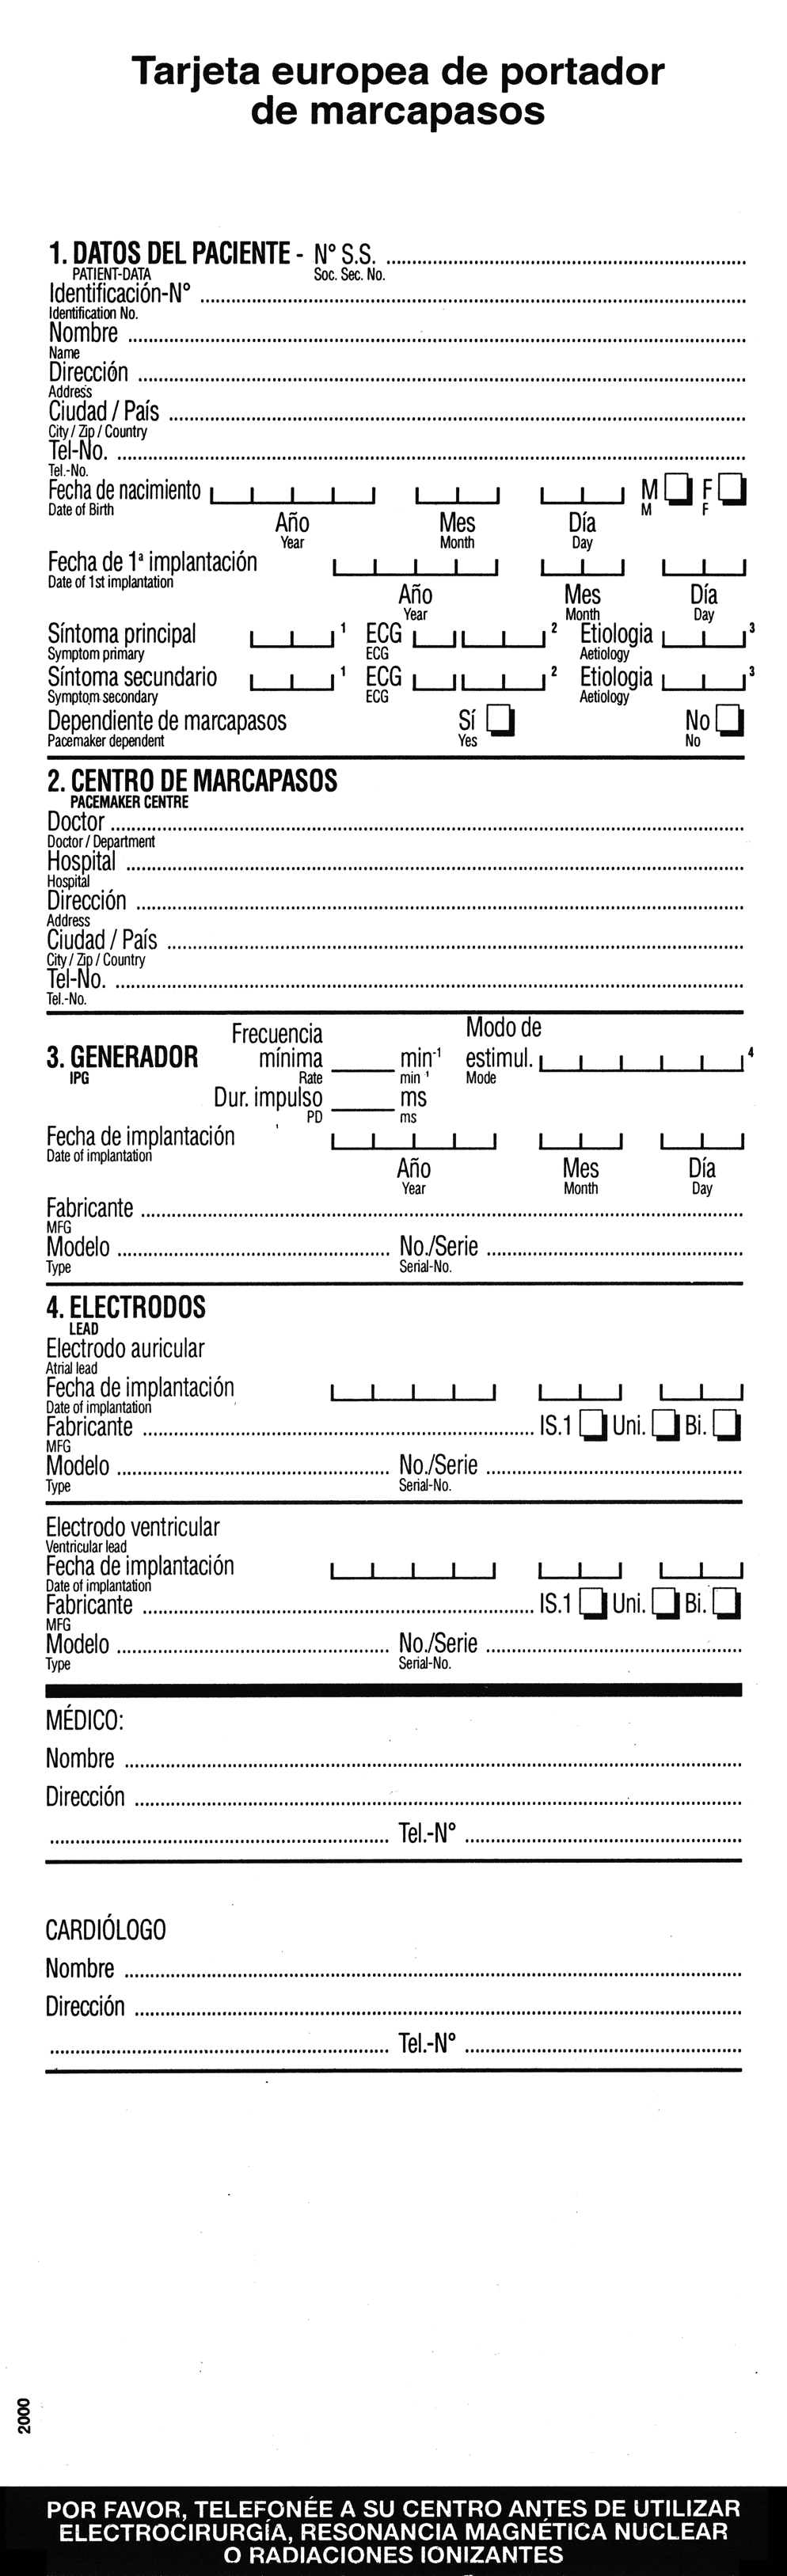 Tarjeta europea de portador
de marcapasos
1. DATOS DEL PACIENTE - N° S.S. ........................
PATIENT-DATA Soc. Sec. No.
Identificación-N° ........................
Identification No.
Nombre ........................
Name
Dirección ........................
Address
Ciudad / País ........................
City / Zip / Country
Tel-No. ........................
Tel.-No.
Fecha de nacimiento M F
Date of Birth M F
Año Mes Día
Year Month Day
Fecha de 1ª implantación
Date of 1st implantation
Año Mes Día
Year Month Day
Síntoma principal 1 ECG 2 Etiologia 3
Symptom primary ECG Aetiology
Síntoma secundario 1 ECG 2 Etiologia 3
Symptom secondary ECG Aetiology
Dependiente de marcapasos Sí No
Pacemaker dependent Yes No
2. CENTRO DE MARCAPASOS
PACEMAKER CENTRE
Doctor ........................
Doctor / Department
Hospital ........................
Hospital
Dirección ........................
Address
Ciudad / País ........................
City / Zip / Country
Tel-No. ........................
Tel.-No.
Frecuencia Modo de
3. GENERADOR mínima ______ min-1 estimul. 4
IPG Rate min 1 Mode
Dur. impulso ______ ms
PD ms
Fecha de implantación
Date of implantation
Año Mes Día
Year Month Day
Fabricante ........................
MFG
Modelo ........................ No./Serie ........................
Type Serial-No.
4. ELECTRODOS
LEAD
Electrodo auricular
Atrial lead
Fecha de implantación
Date of implantation
Fabricante ........................ IS.1 Uni. Bi.
MFG
Modelo ........................ No./Serie ........................
Type Serial-No.
Electrodo ventricular
Ventricular lead
Fecha de implantación
Date of implantation
Fabricante ........................ IS.1 Uni. Bi.
MFG
Modelo ........................ No./Serie ........................
Type Serial-No.
MÉDICO:
Nombre ........................
Dirección ........................
........................ Tel.-N° ........................
CARDIÓLOGO
Nombre ........................
Dirección ........................
........................ Tel.-N° ........................
2000
POR FAVOR, TELEFONÉE A SU CENTRO ANTES DE UTILIZAR
ELECTROCIRURGÍA, RESONANCIA MAGNÉTICA NUCLEAR
O RADIACIONES IONIZANTES